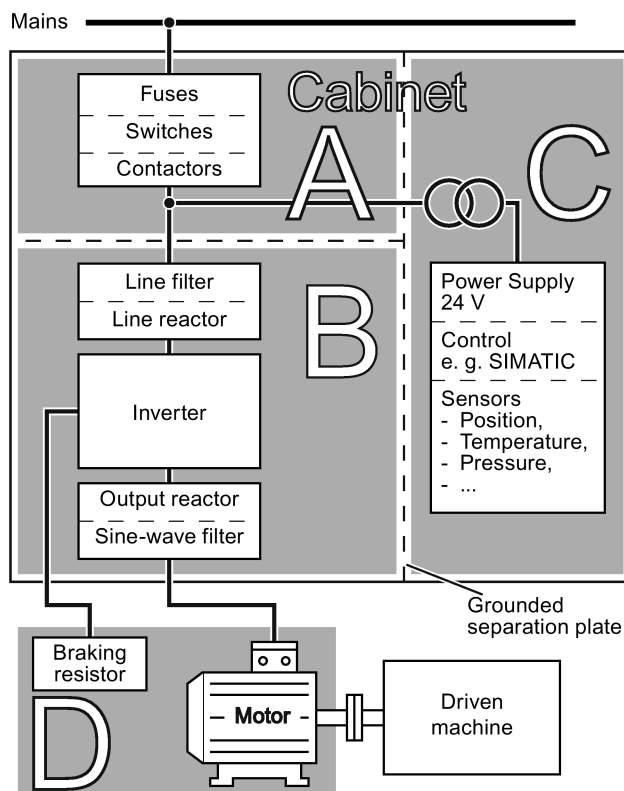 Mains
Cabinet
Fuses
Switches
Contactors
A
C
Line filter
Line reactor
B
Power Supply
24 V
Control
e. g. SIMATIC
Sensors
- Position,
- Temperature,
- Pressure,
- ...
Inverter
Output reactor
Sine-wave filter
Grounded
separation plate
Braking
resistor
D
Motor
Driven
machine